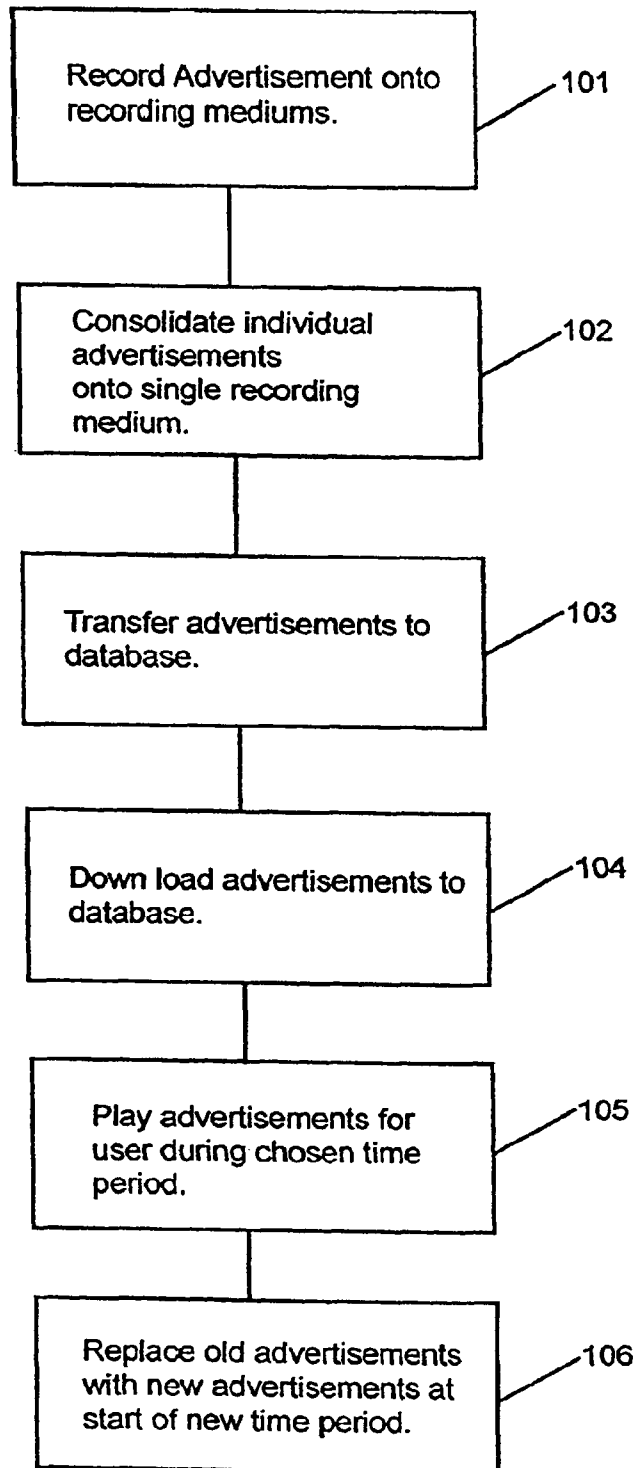 Record Advertisement onto
recording mediums.
101
Consolidate individual
advertisements
onto single recording
medium.
102
Transfer advertisements to
database.
103
Down load advertisements to
database.
104
Play advertisements for
user during chosen time
period.
105
Replace old advertisements
with new advertisements at
start of new time period.
106